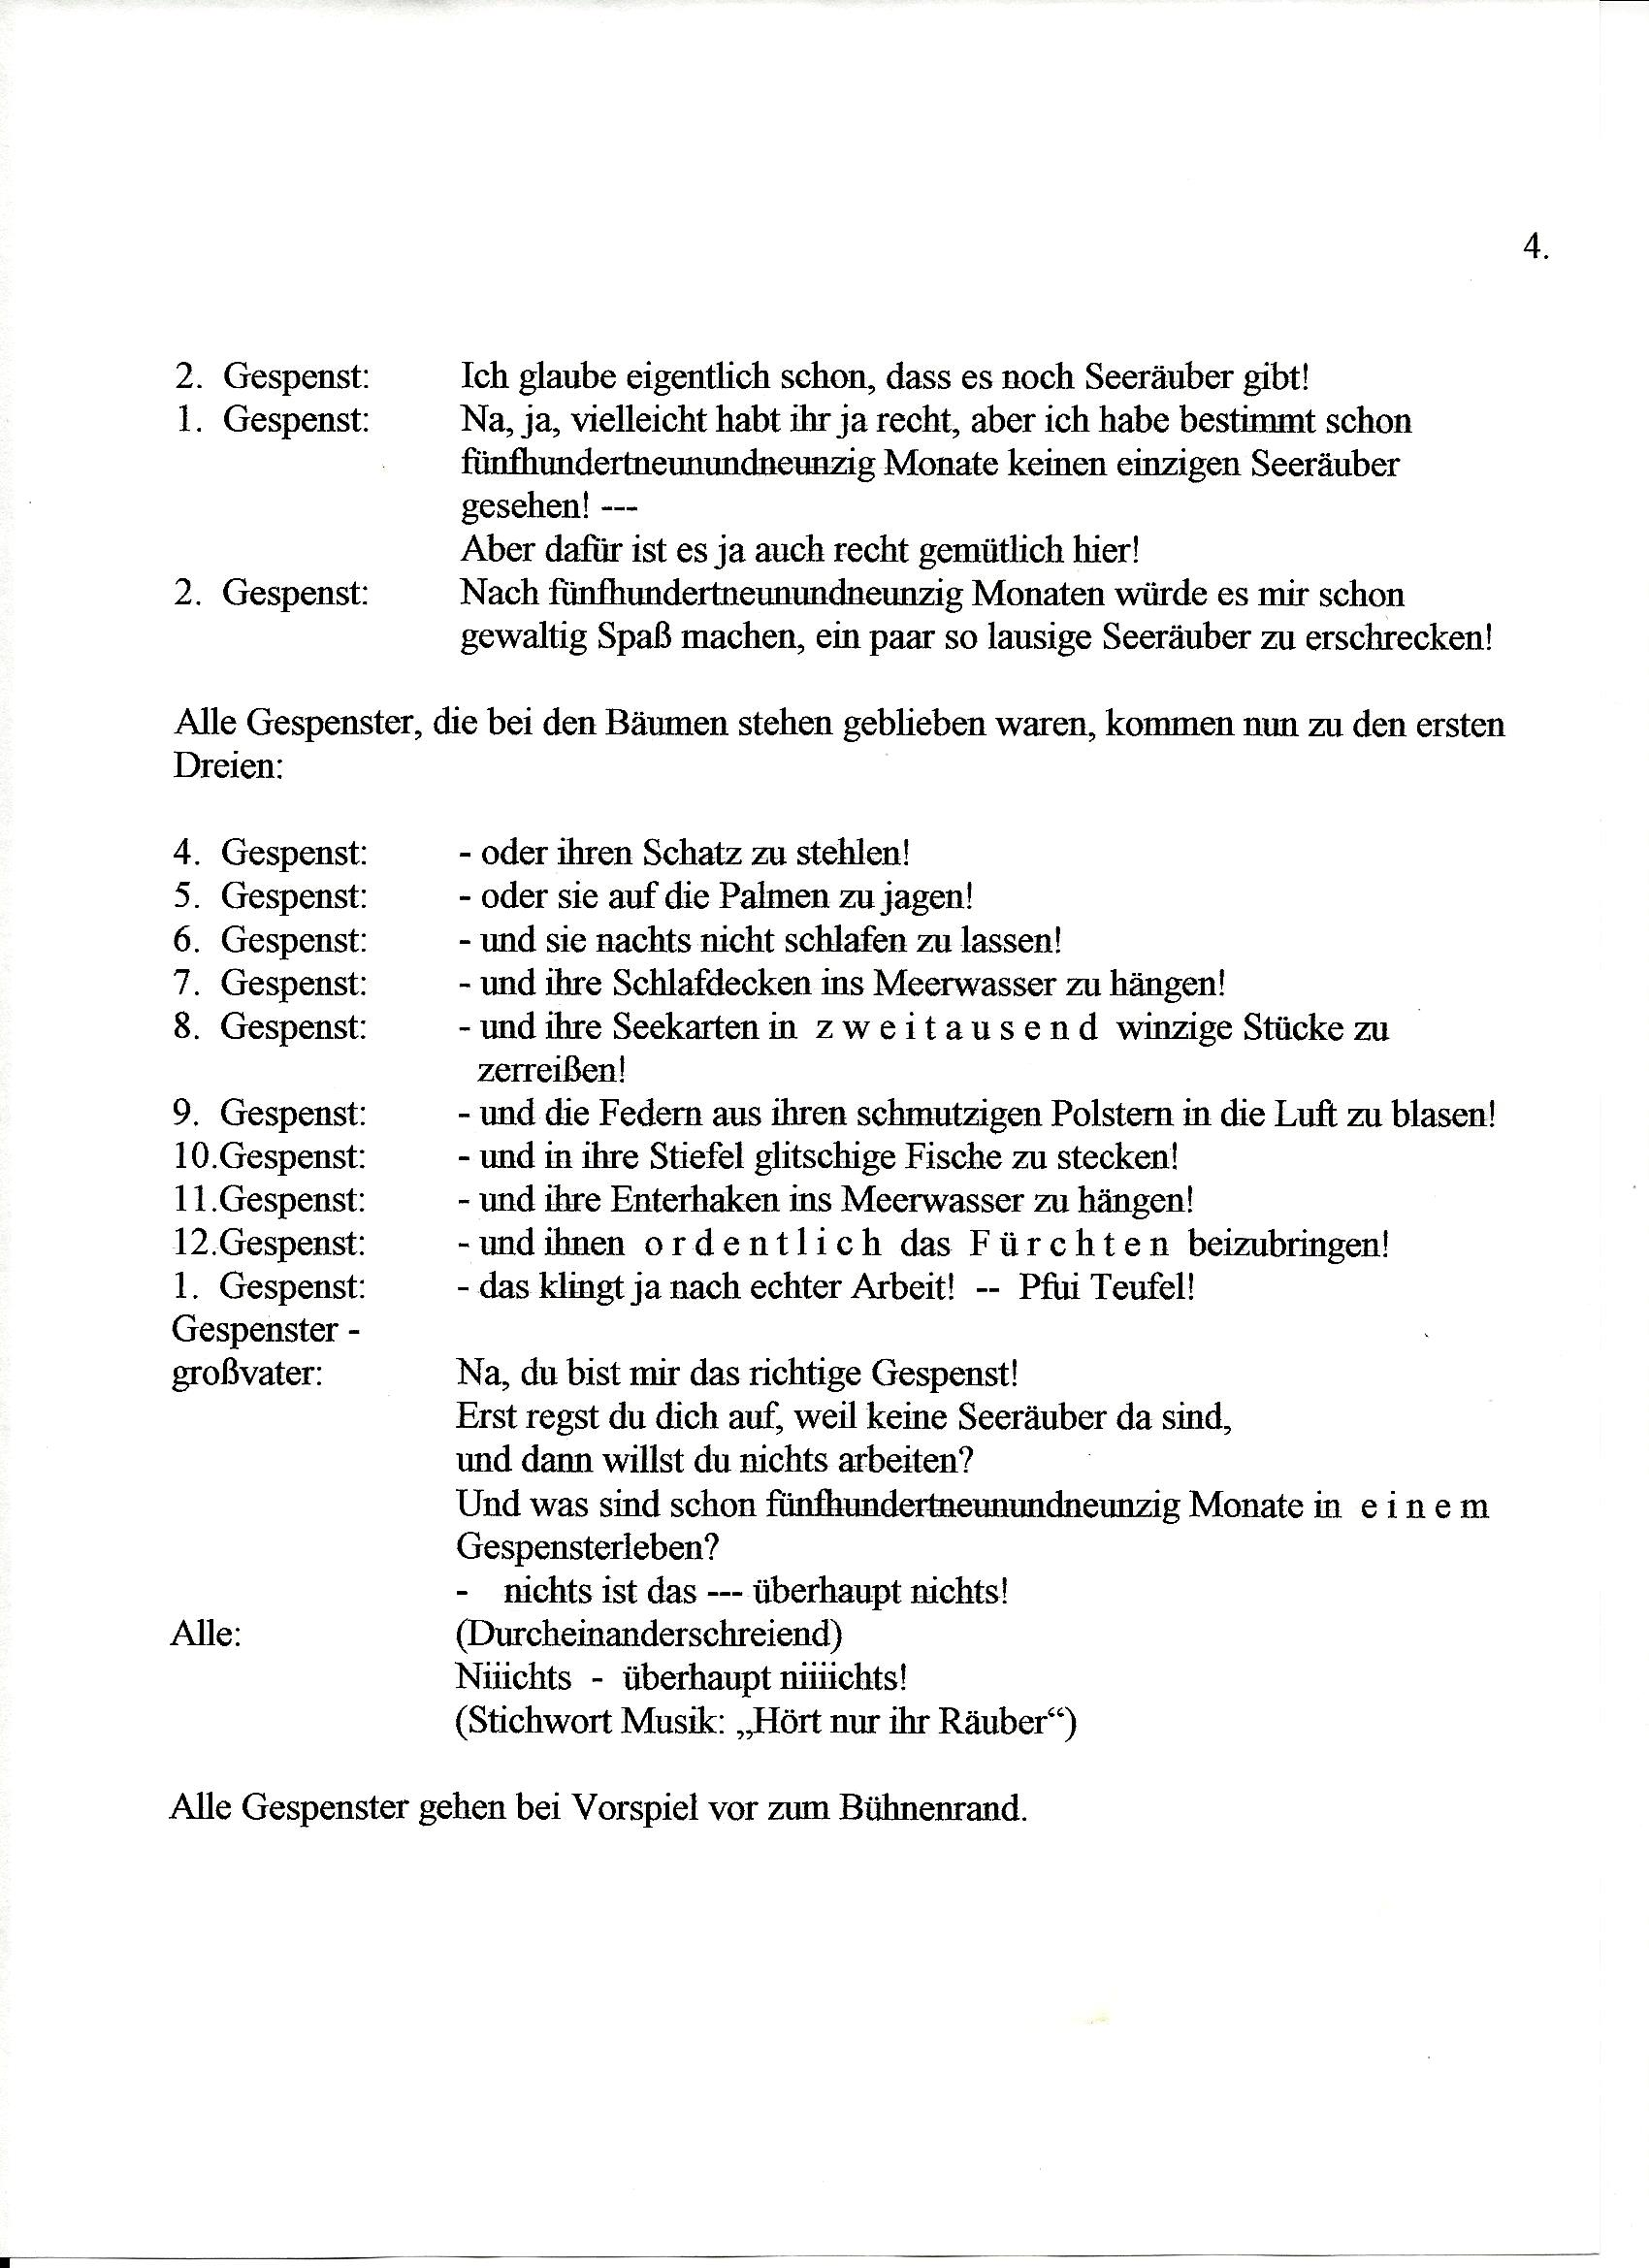 4.
2. Gespenst: Ich glaube eigentlich schon, dass es noch Seeräuber gibt!
1. Gespenst: Na, ja, vielleicht habt ihr ja recht, aber ich habe bestimmt schon
fünfhundertneunundneunzig Monate keinen einzigen Seeräuber
gesehen! ---
Aber dafür ist es ja auch recht gemütlich hier!
2. Gespenst: Nach fünfhundertneunundneunzig Monaten würde es mir schon
gewaltig Spaß machen, ein paar so lausige Seeräuber zu erschrecken!
Alle Gespenster, die bei den Bäumen stehen geblieben waren, kommen nun zu den ersten
Dreien:
4. Gespenst: - oder ihren Schatz zu stehlen!
5. Gespenst: - oder sie auf die Palmen zu jagen!
6. Gespenst: - und sie nachts nicht schlafen zu lassen!
7. Gespenst: - und ihre Schlafdecken ins Meerwasser zu hängen!
8. Gespenst: - und ihre Seekarten in z w e i t a u s e n d winzige Stücke zu
zerreißen!
9. Gespenst: - und die Federn aus ihren schmutzigen Polstern in die Luft zu blasen!
10.Gespenst: - und in ihre Stiefel glitschige Fische zu stecken!
11.Gespenst: - und ihre Enterhaken ins Meerwasser zu hängen!
12.Gespenst: - und ihnen o r d e n t l i c h das F ü r c h t e n beizubringen!
1. Gespenst: - das klingt ja nach echter Arbeit! -- Pfui Teufel!
Gespenster -
großvater: Na, du bist mir das richtige Gespenst!
Erst regst du dich auf, weil keine Seeräuber da sind,
und dann willst du nichts arbeiten?
Und was sind schon fünfhundertneunundneunzig Monate in e i n e m
Gespensterleben?
- nichts ist das --- überhaupt nichts!
Alle: (Durcheinanderschreiend)
Niiichts - überhaupt niiiichts!
(Stichwort Musik: „Hört nur ihr Räuber“)
Alle Gespenster gehen bei Vorspiel vor zum Bühnenrand.